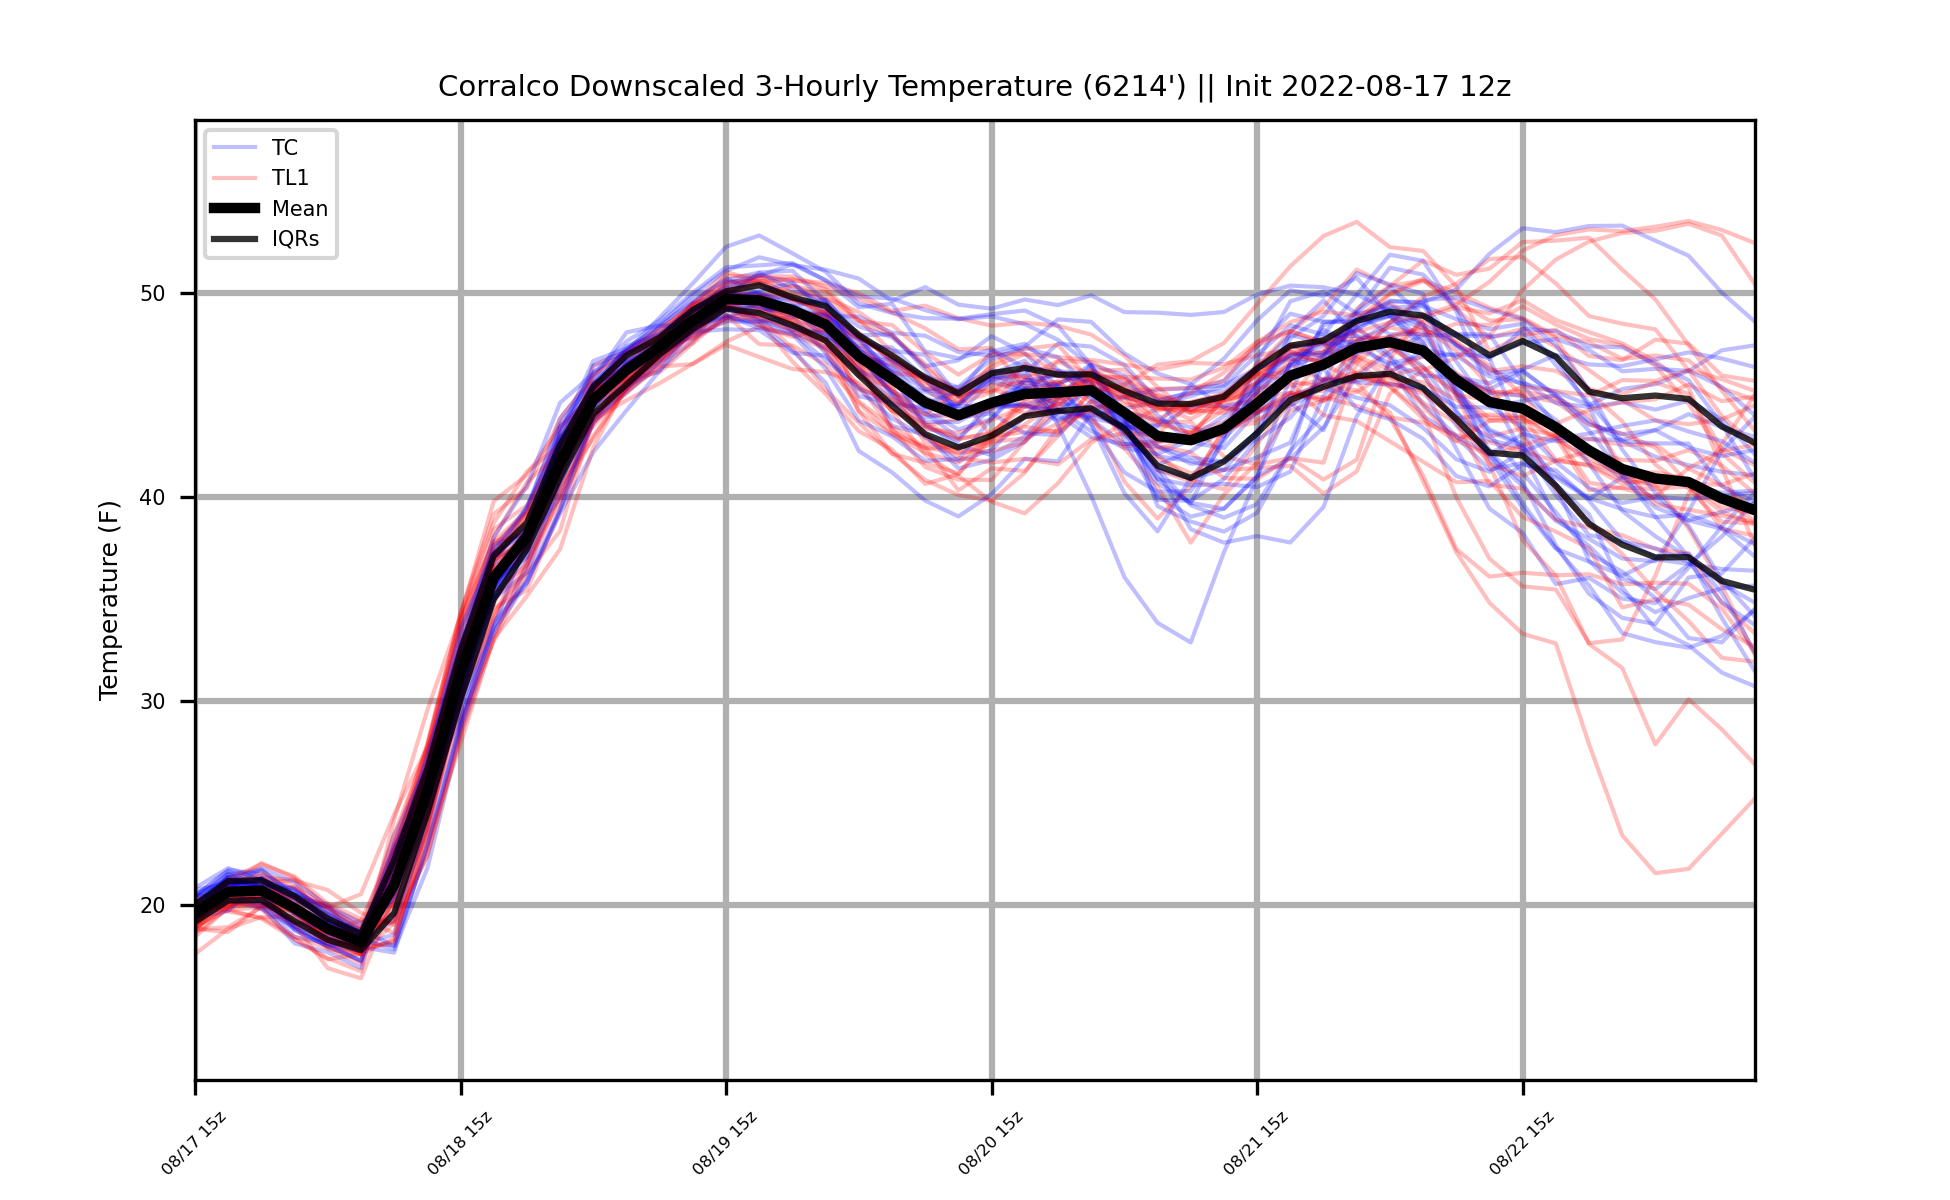 Corralco Downscaled 3-Hourly Temperature (6214') || Init 2022-08-17 12z
TC
TL1
Mean
IQRs
Temperature (F)
50
40
30
20
08/17 15z
08/18 15z
08/19 15z
08/20 15z
08/21 15z
08/22 15z